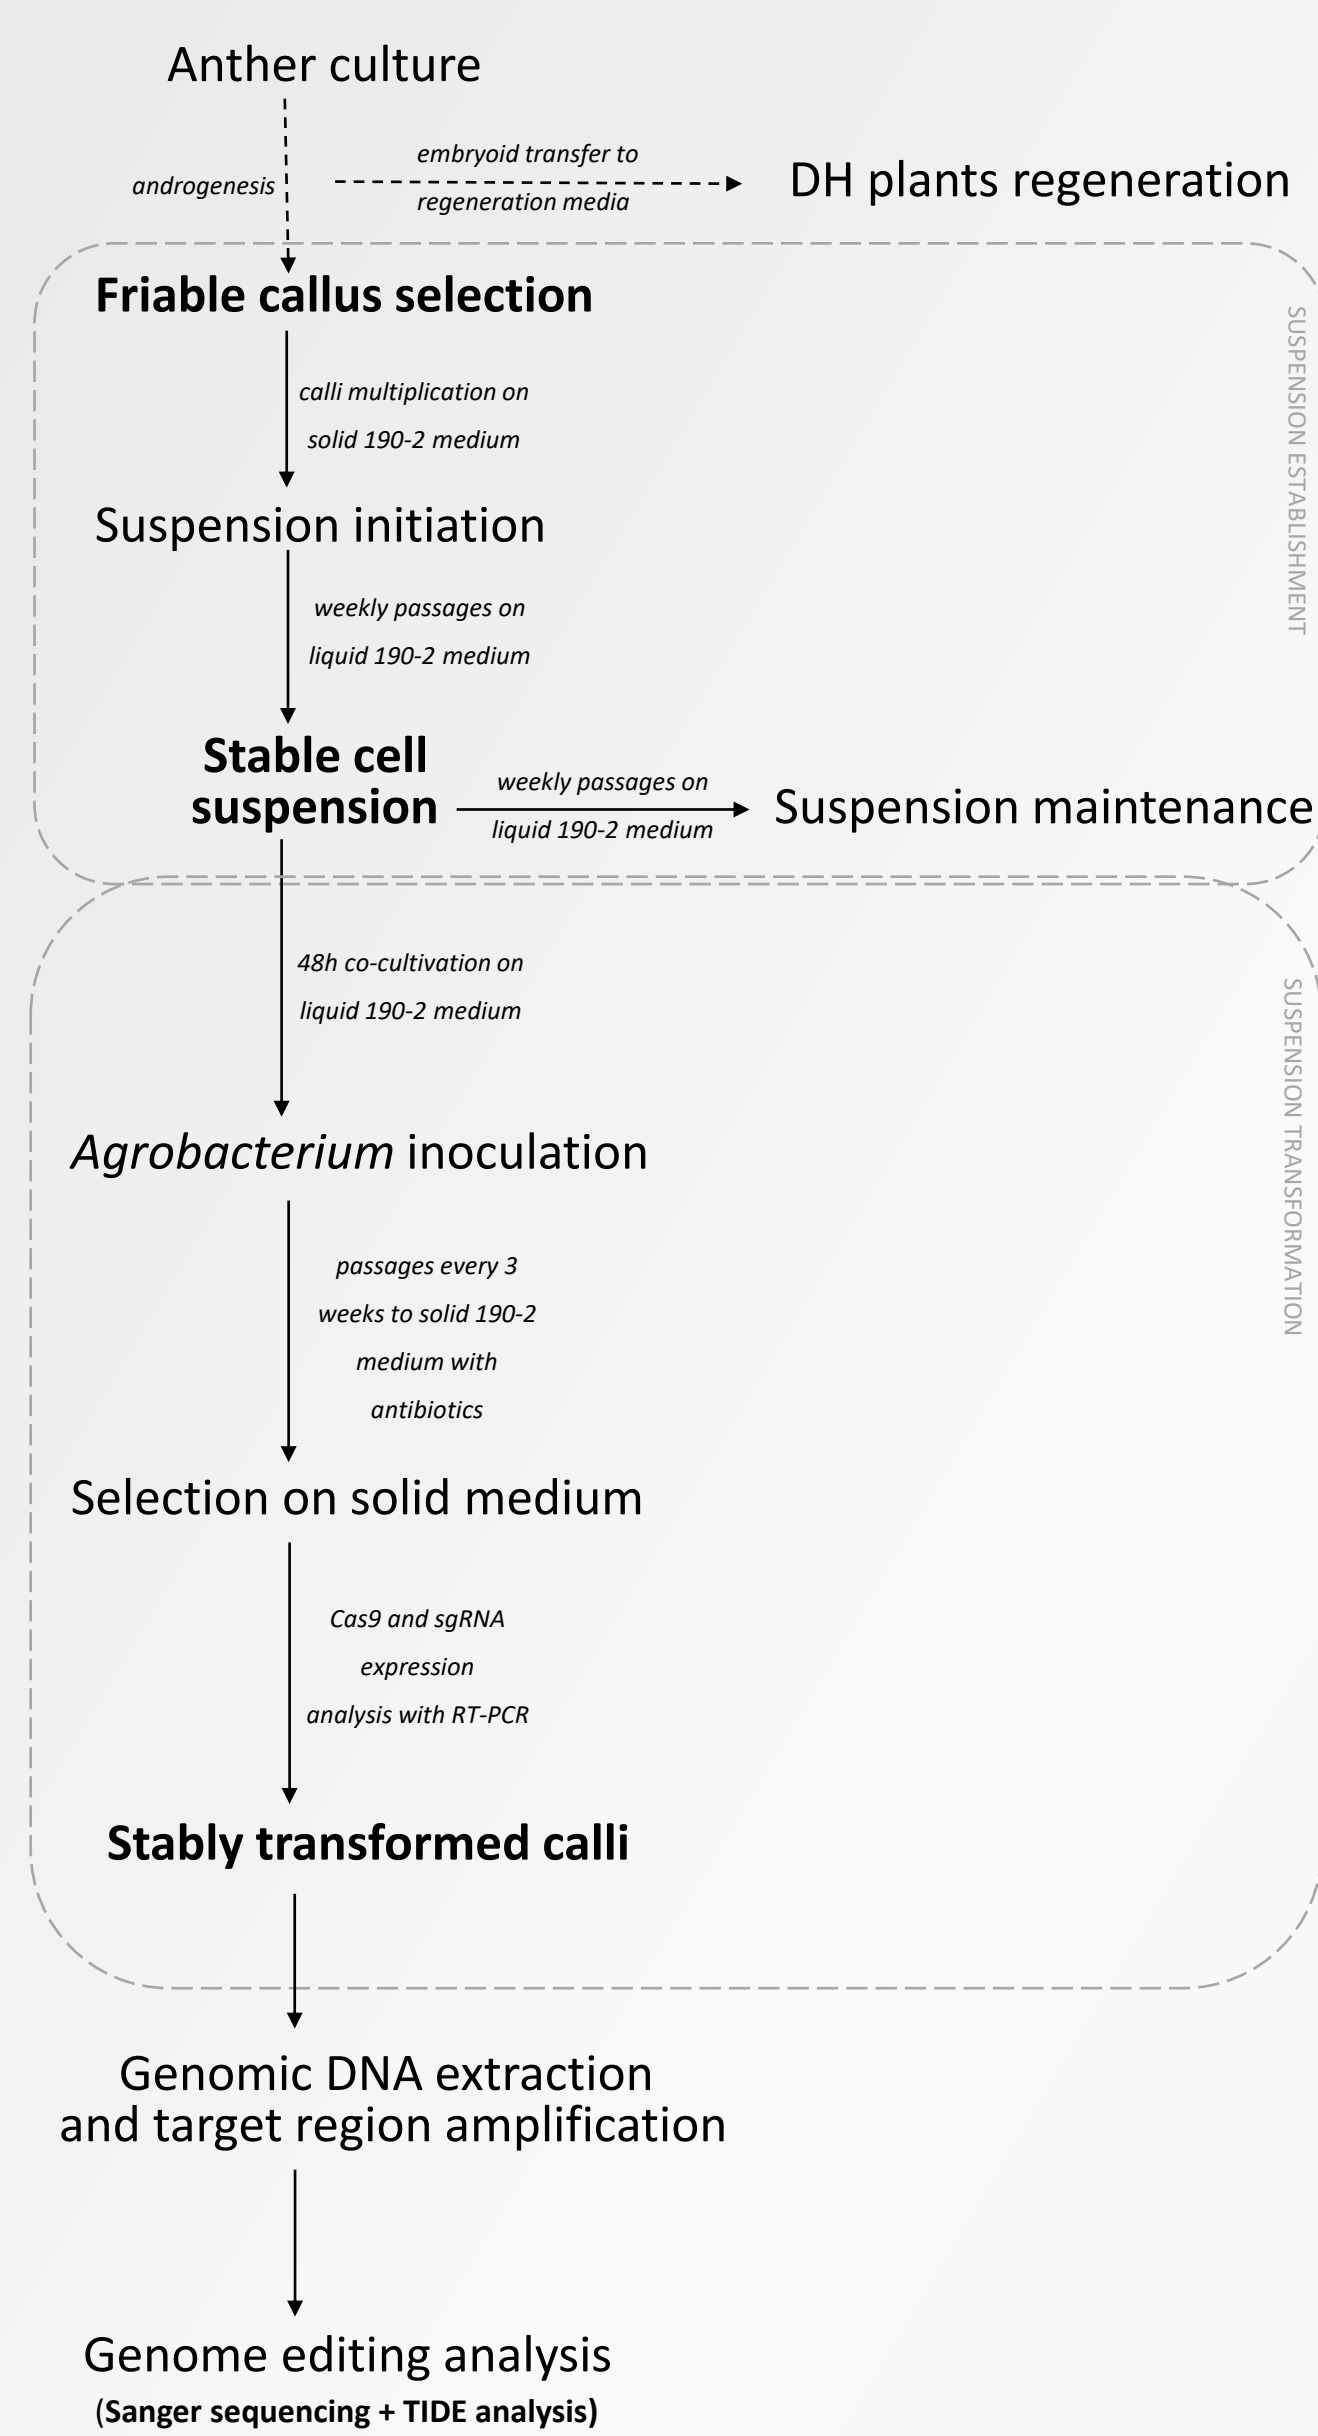 Anther culture
androgenesis
embryoid transfer to
regeneration media
DH plants regeneration
Friable callus selection
calli multiplication on
solid 190-2 medium
SUSPENSION ESTABLISHMENT
Suspension initiation
weekly passages on
liquid 190-2 medium
Stable cell
suspension
weekly passages on
liquid 190-2 medium
Suspension maintenance
48h co-cultivation on
liquid 190-2 medium
SUSPENSION TRANSFORMATION
Agrobacterium inoculation
passages every 3
weeks to solid 190-2
medium with
antibiotics
Selection on solid medium
Cas9 and sgRNA
expression
analysis with RT-PCR
Stably transformed calli
Genomic DNA extraction
and target region amplification
Genome editing analysis
(Sanger sequencing + TIDE analysis)